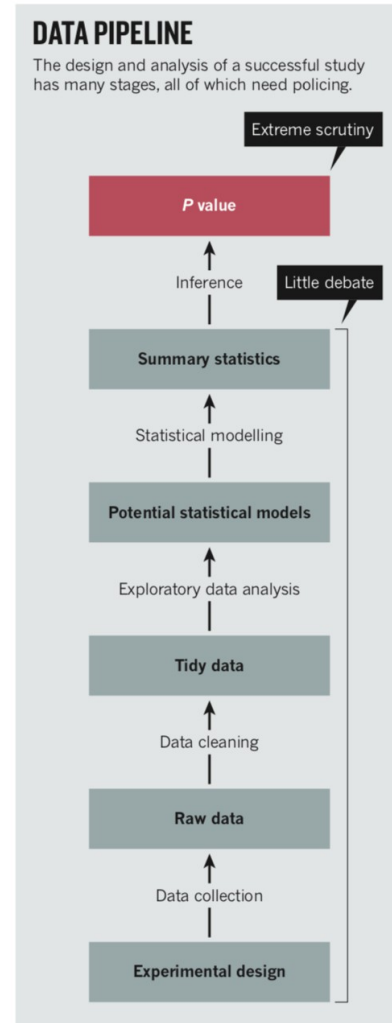 DATA PIPELINE
The design and analysis of a successful study
has many stages, all of which need policing.
Extreme scrutiny
P value
Inference
Little debate
Summary statistics
Statistical modelling
Potential statistical models
Exploratory data analysis
Tidy data
Data cleaning
Raw data
Data collection
Experimental design